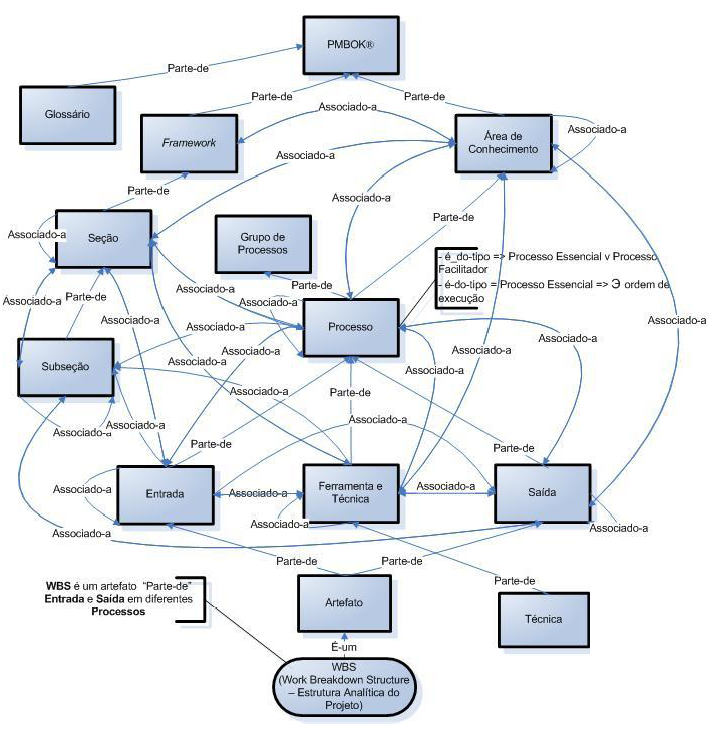 PMBOK®
Parte-de
Glossário
Parte-de
Parte-de
Associado-a
Framework
Área de
Conhecimento
Associado-a
Associado-a
Parte-de
Associado-a
Seção
Associado-a
Grupo de
Processos
Parte-de
- é_do-tipo => Processo Essencial v Processo
Facilitador
- é-do-tipo = Processo Essencial => Э ordem de
execução
Parte-de
Associado-a
Parte-de
Associado-a
Associado-a
Associado-a
Processo
Associado-a
Associado-a
Associado-a
Associado-a
Associado-a
Subseção
Associado-a
Associado-a
Associado-a
Parte-de
Associado-a
Associado-a
Parte-de
Parte-de
Associado-a
Entrada
Associado-a
Ferramenta e
Técnica
Associado-a
Saída
Associado-a
Associado-a
Associado-a
Parte-de
Parte-de
Parte-de
WBS é um artefato "Parte-de"
Entrada e Saída em diferentes
Processos
Artefato
Técnica
É-um
WBS
(Work Breakdown Structure
– Estrutura Analítica do
Projeto)